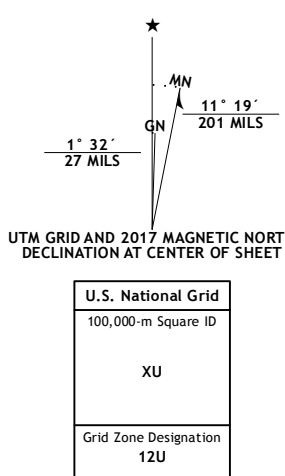 MN
11° 19´
201 MILS
GN
1° 32´
27 MILS
UTM GRID AND 2017 MAGNETIC NORT
DECLINATION AT CENTER OF SHEET
U.S. National Grid
100,000-m Square ID
XU
Grid Zone Designation
12U